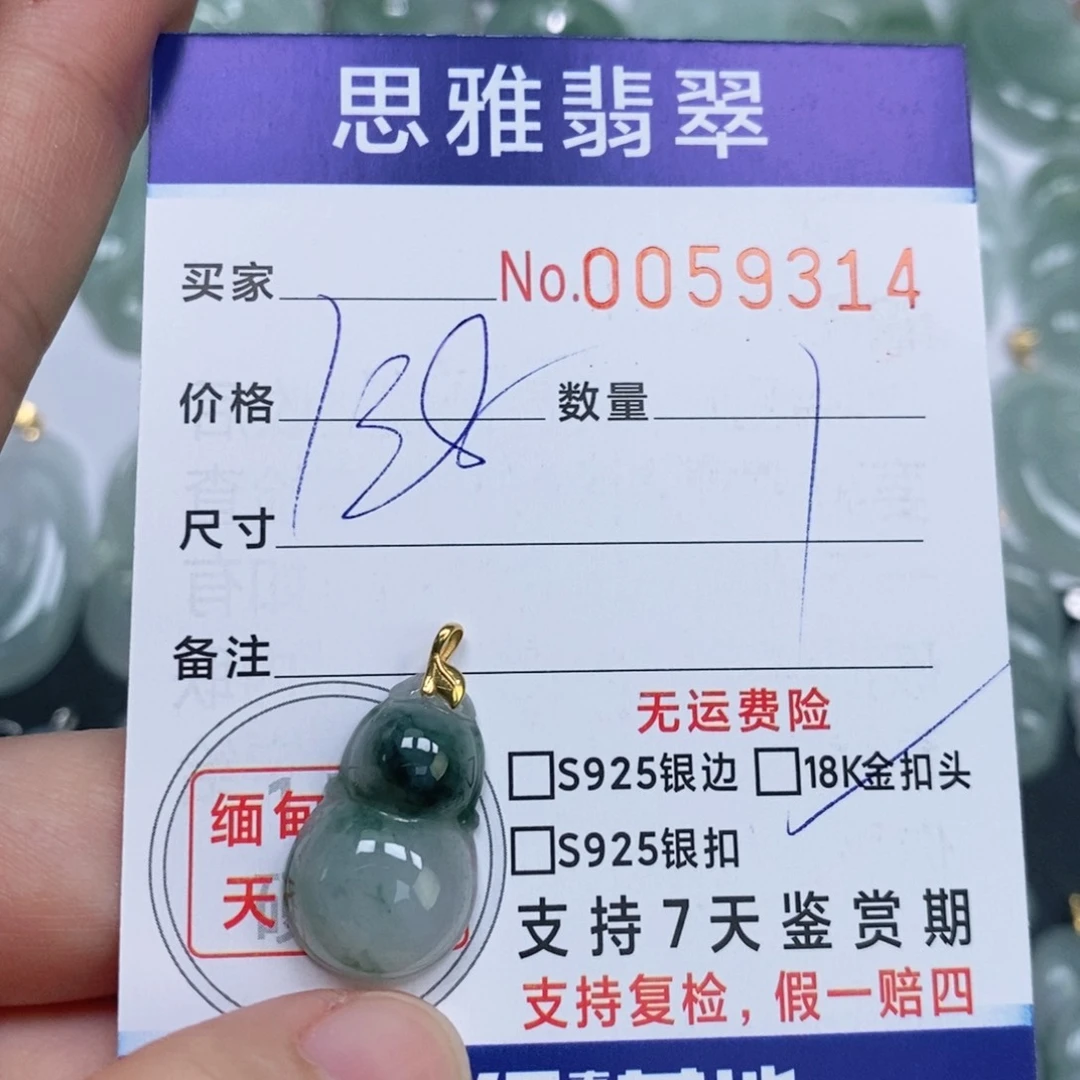 思雅翡翠
买家 No.0059314
价格 138 数量 1
尺寸
备注
无运费险
□S925银边 □18K金扣头
□S925银扣
缅甸
天
支持7天鉴赏期
支持复检，假一赔四